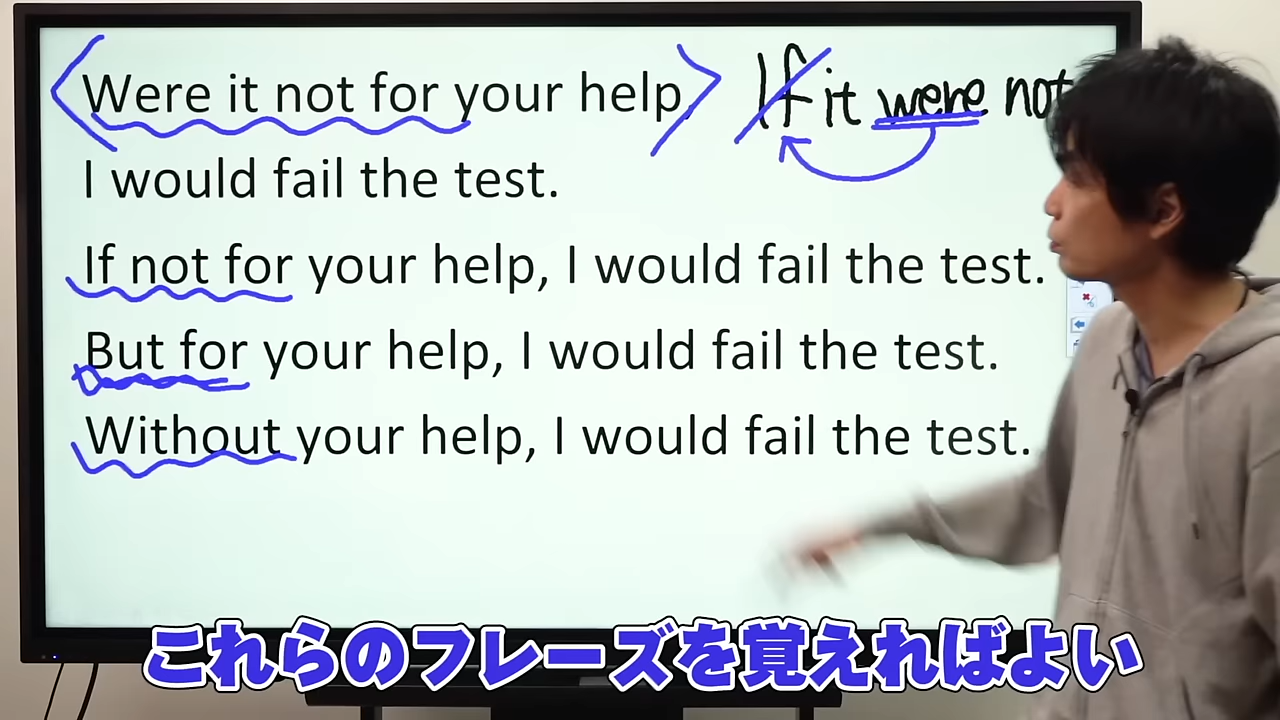 Were it not for your help, If it were not
I would fail the test.
If not for your help, I would fail the test.
But for your help, I would fail the test.
Without your help, I would fail the test.
これらのフレーズを覚えればよい